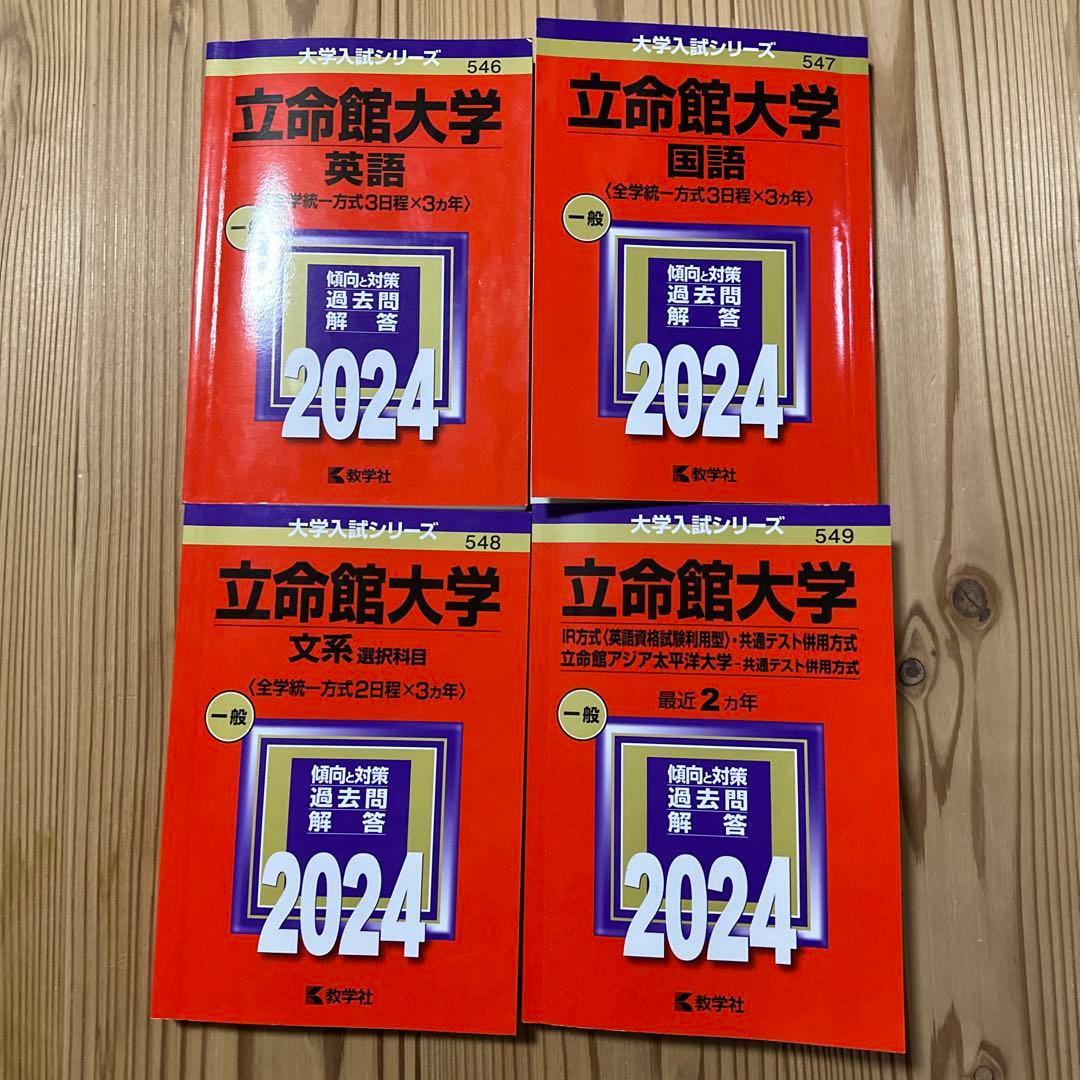 大学入試シリーズ
546
立命館大学
英語
〈全学統一方式3日程×3ヵ年〉
一般
傾向と対策
過去問
解答
2024
教学社
大学入試シリーズ
547
立命館大学
国語
〈全学統一方式3日程×3ヵ年〉
一般
傾向と対策
過去問
解答
2024
教学社
大学入試シリーズ
548
立命館大学
文系 選択科目
〈全学統一方式2日程×3ヵ年〉
一般
傾向と対策
過去問
解答
2024
教学社
大学入試シリーズ
549
立命館大学
IR方式〈英語資格試験利用型〉・共通テスト併用方式
立命館アジア太平洋大学-共通テスト併用方式
最近2ヵ年
一般
傾向と対策
過去問
解答
2024
教学社